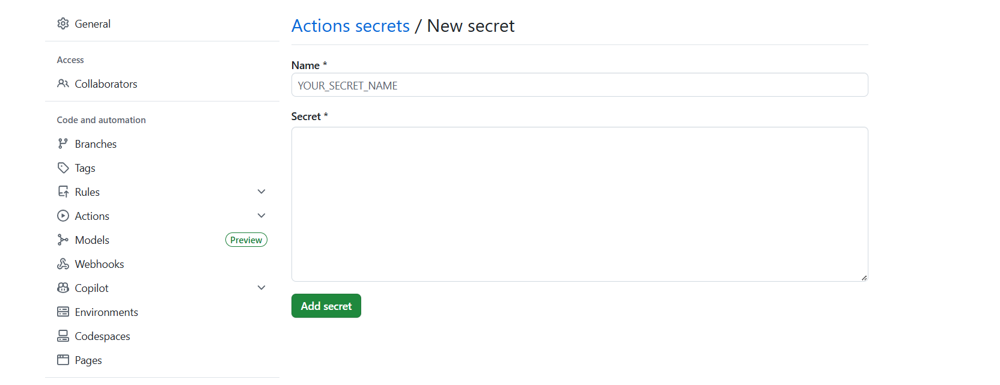 General
Access
Collaborators
Code and automation
Branches
Tags
Rules
Actions
Models Preview
Webhooks
Copilot
Environments
Codespaces
Pages
Actions secrets / New secret
Name *
YOUR_SECRET_NAME
Secret *
Add secret